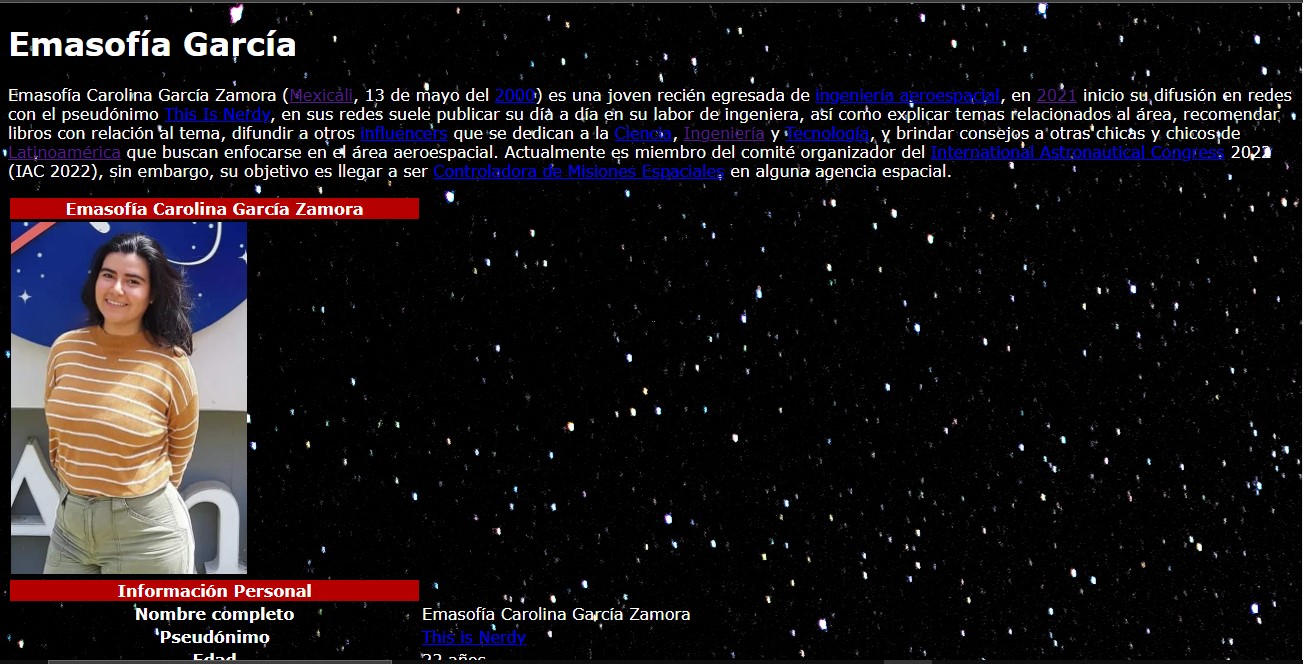 Emasofía García
Emasofía Carolina García Zamora (Mexicali, 13 de mayo del 2000) es una joven recién egresada de ingeniería aeroespacial, en 2021 inicio su difusión en redes
con el pseudónimo This Is Nerdy, en sus redes suele publicar su día a día en su labor de ingeniera, así como explicar temas relacionados al área, recomendar
libros con relación al tema, difundir a otros influencers que se dedican a la Ciencia, Ingeniería y Tecnología, y brindar consejos a otras chicas y chicos de
Latinoamérica que buscan enfocarse en el área aeroespacial. Actualmente es miembro del comité organizador del International Astronautical Congress 2022
(IAC 2022), sin embargo, su objetivo es llegar a ser Controladora de Misiones Espaciales en alguna agencia espacial.
Emasofía Carolina García Zamora
Información Personal
Nombre completo Emasofía Carolina García Zamora
Pseudónimo This is Nerdy
Edad 22 años